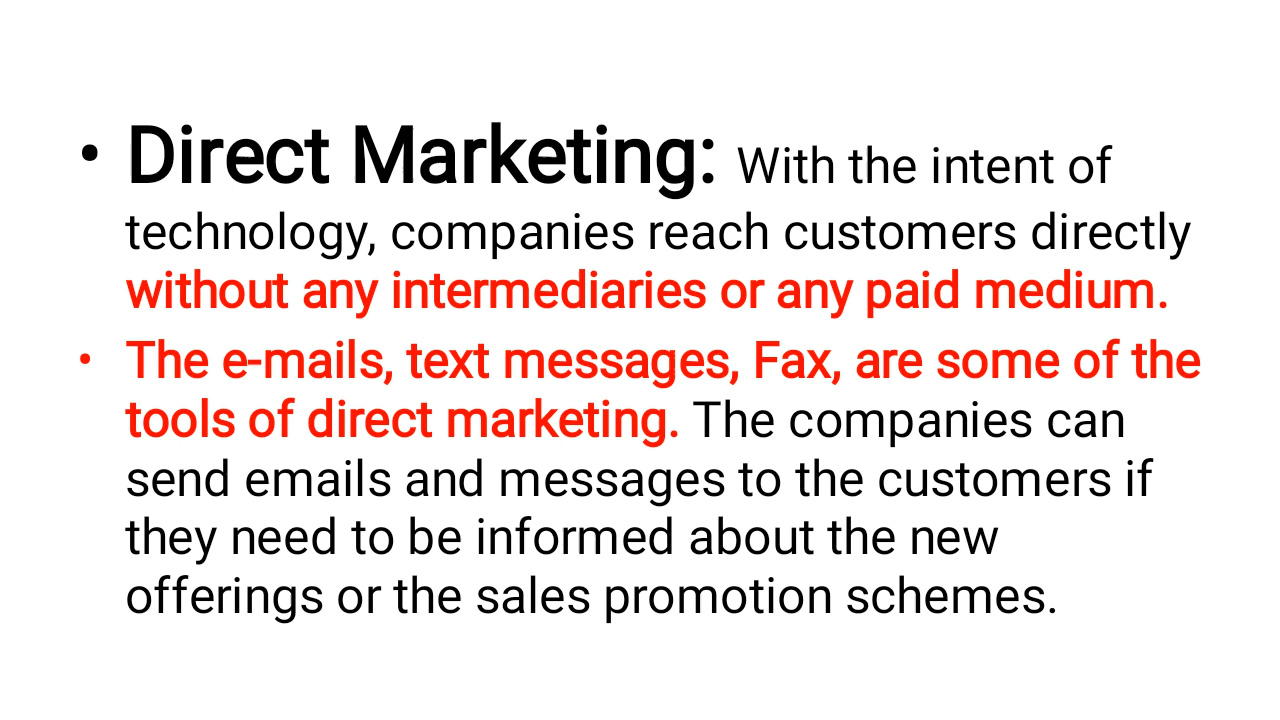 • Direct Marketing: With the intent of
technology, companies reach customers directly
without any intermediaries or any paid medium.
• The e-mails, text messages, Fax, are some of the
tools of direct marketing. The companies can
send emails and messages to the customers if
they need to be informed about the new
offerings or the sales promotion schemes.